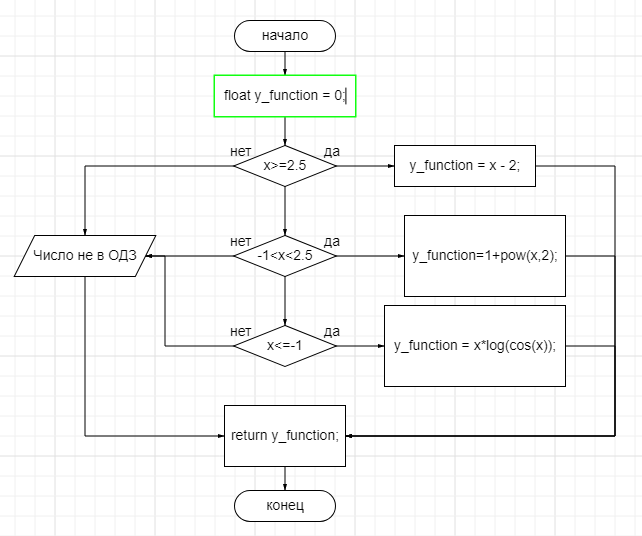 начало
float y_function = 0;
нет
да
x>=2.5
y_function = x - 2;
нет
да
Число не в ОДЗ
-1<x<2.5
y_function=1+pow(x,2);
нет
да
x<=-1
y_function = x*log(cos(x));
return y_function;
конец